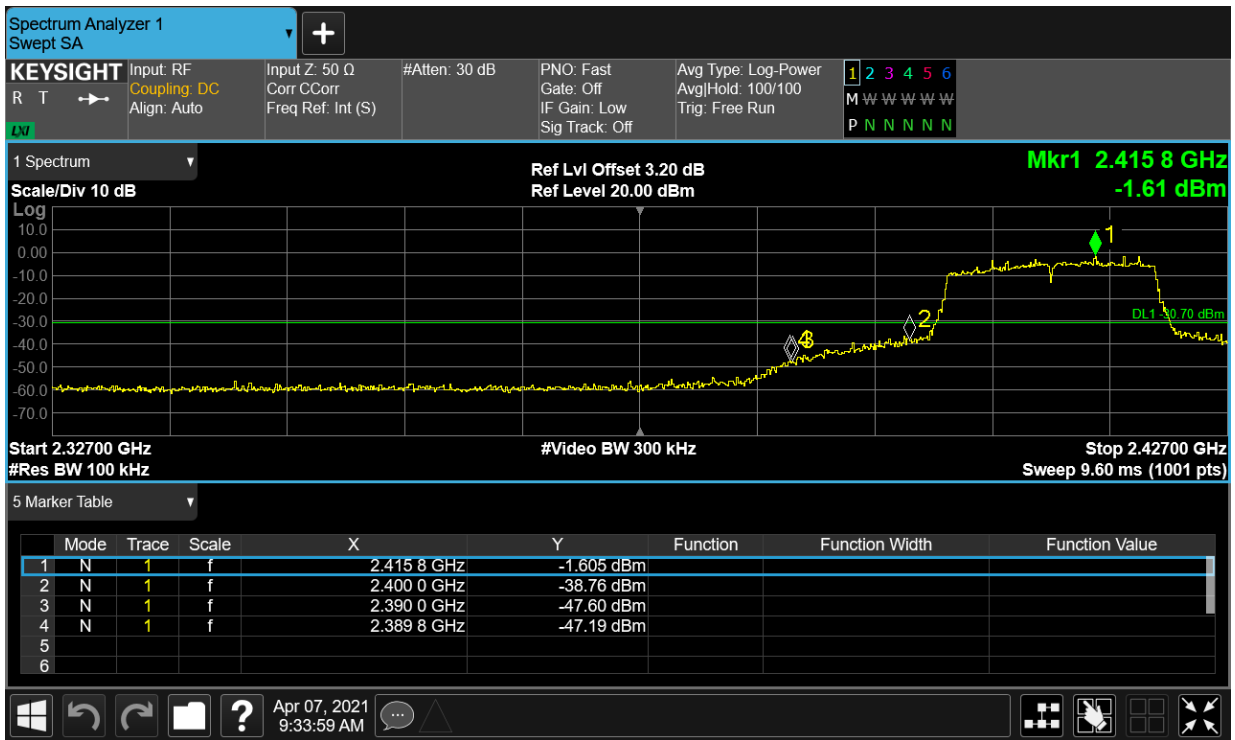 Spectrum Analyzer 1
Swept SA
+
KEYSIGHT Input: RF Input Z: 50 Ω #Atten: 30 dB PNO: Fast Avg Type: Log-Power 1 2 3 4 5 6
R T Coupling: DC Corr CCorr Gate: Off Avg|Hold: 100/100 M W W W W W
Align: Auto Freq Ref: Int (S) IF Gain: Low Trig: Free Run
LXI Sig Track: Off P N N N N N
1 Spectrum Ref Lvl Offset 3.20 dB Mkr1 2.415 8 GHz
Scale/Div 10 dB Ref Level 20.00 dBm -1.61 dBm
Log
10.0 1
0.00
-10.0
-20.0
-30.0 2 DL1 -30.70 dBm
-40.0 4 3
-50.0
-60.0
-70.0
Start 2.32700 GHz #Video BW 300 kHz Stop 2.42700 GHz
#Res BW 100 kHz Sweep 9.60 ms (1001 pts)
5 Marker Table
Mode Trace Scale X Y Function Function Width Function Value
1 N 1 f 2.415 8 GHz -1.605 dBm
2 N 1 f 2.400 0 GHz -38.76 dBm
3 N 1 f 2.390 0 GHz -47.60 dBm
4 N 1 f 2.389 8 GHz -47.19 dBm
5
6
? Apr 07, 2021
9:33:59 AM